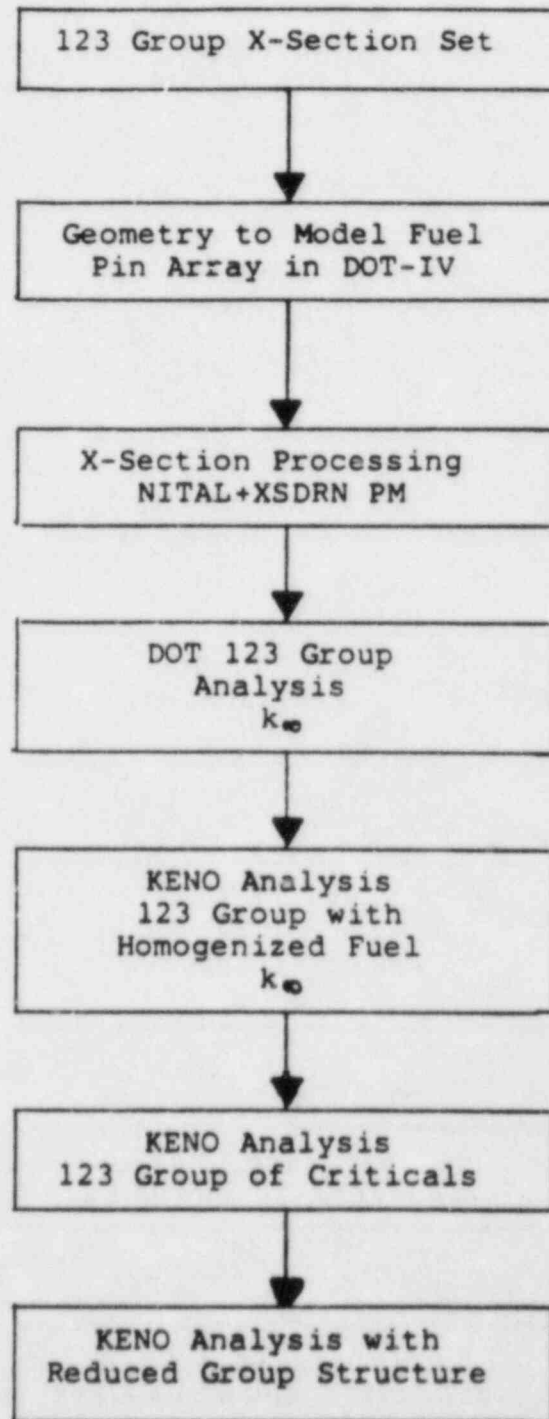 123 Group X-Section Set
Geometry to Model Fuel
Pin Array in DOT-IV
X-Section Processing
NITAL+XSDRN PM
DOT 123 Group
Analysis
k∞
KENO Analysis
123 Group with
Homogenized Fuel
k∞
KENO Analysis
123 Group of Criticals
KENO Analysis with
Reduced Group Structure